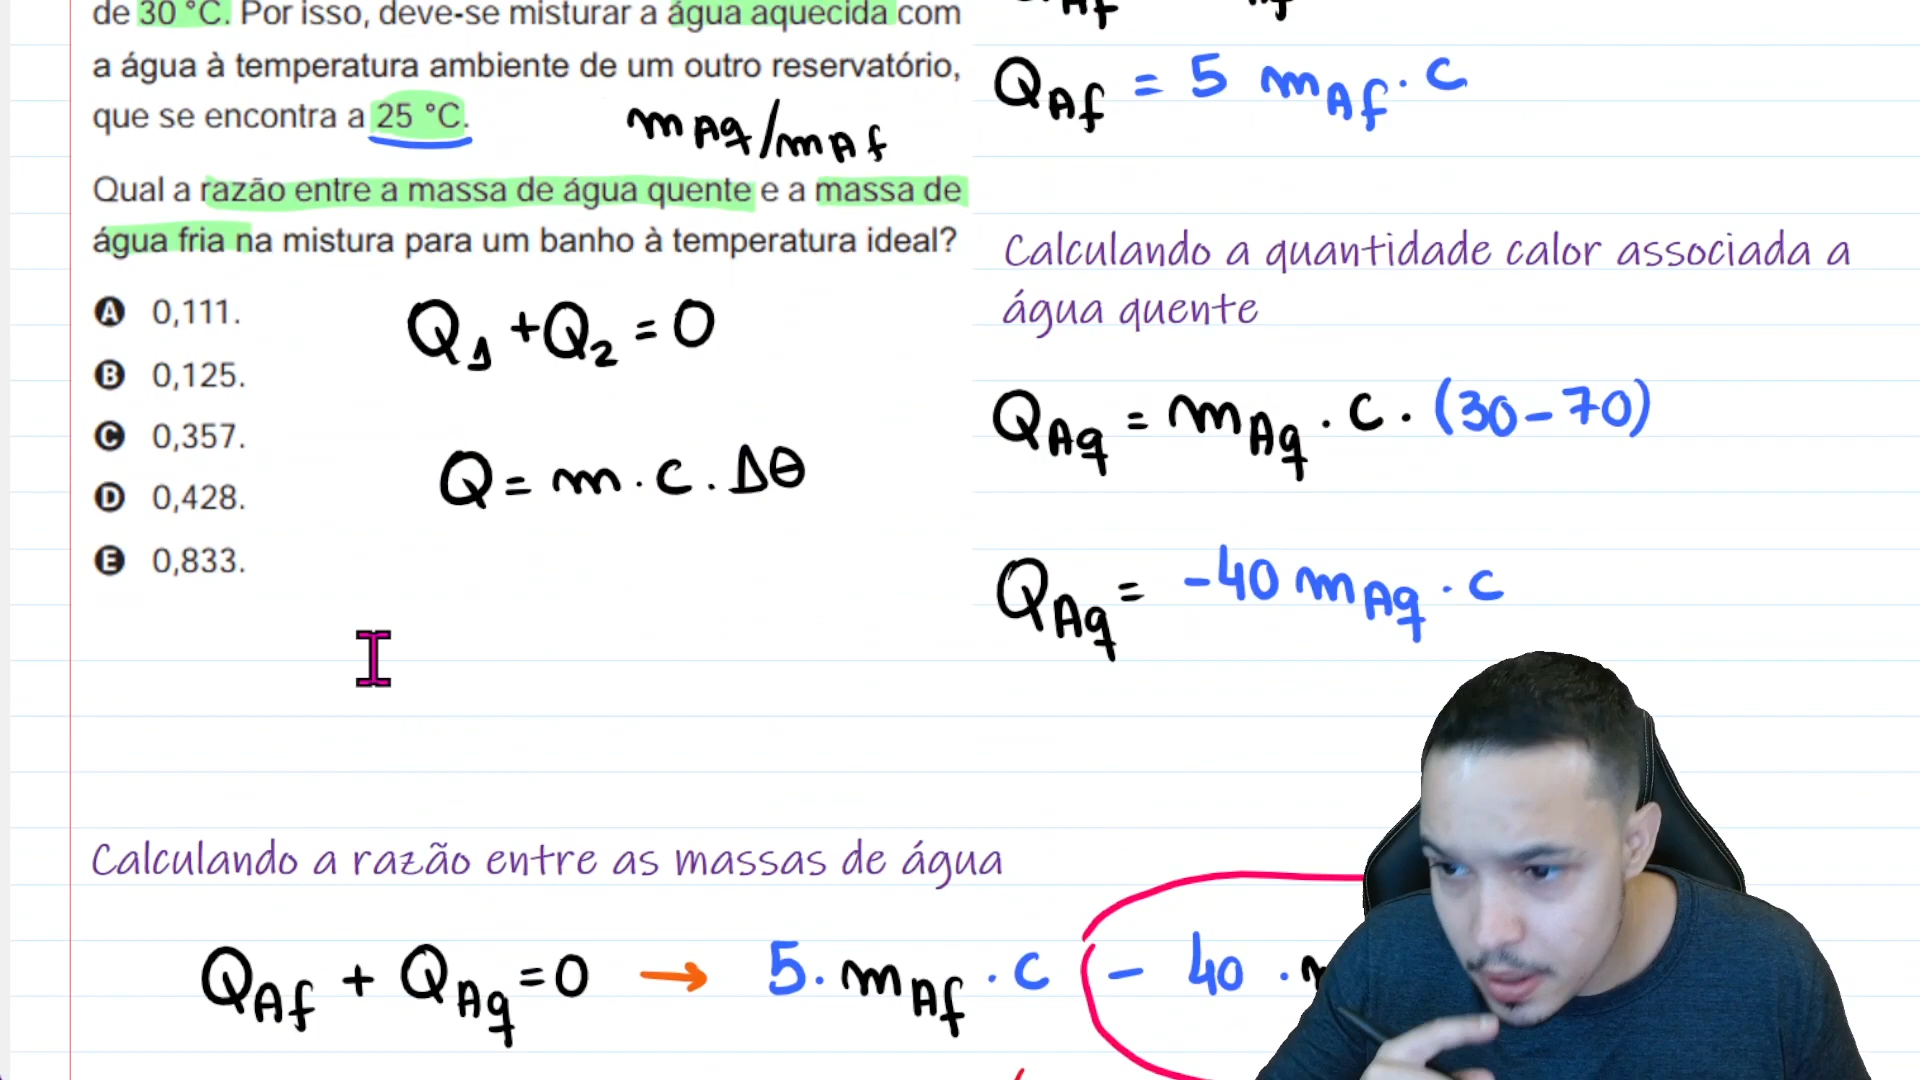 de 30 °C. Por isso, deve-se misturar a água aquecida com
a água à temperatura ambiente de um outro reservatório,
que se encontra a 25 °C.
mAq/mAf
Qual a razão entre a massa de água quente e a massa de
água fria na mistura para um banho à temperatura ideal?
A 0,111.
B 0,125.
C 0,357.
D 0,428.
E 0,833.
Q1 + Q2 = 0
Q = m . c . Δθ
QAf = 5 mAf . c
Calculando a quantidade calor associada a
água quente
QAq = mAq . c . (30 - 70)
QAq = -40 mAq . c
Calculando a razão entre as massas de água
QAf + QAq = 0 → 5. mAf . c - 40 .